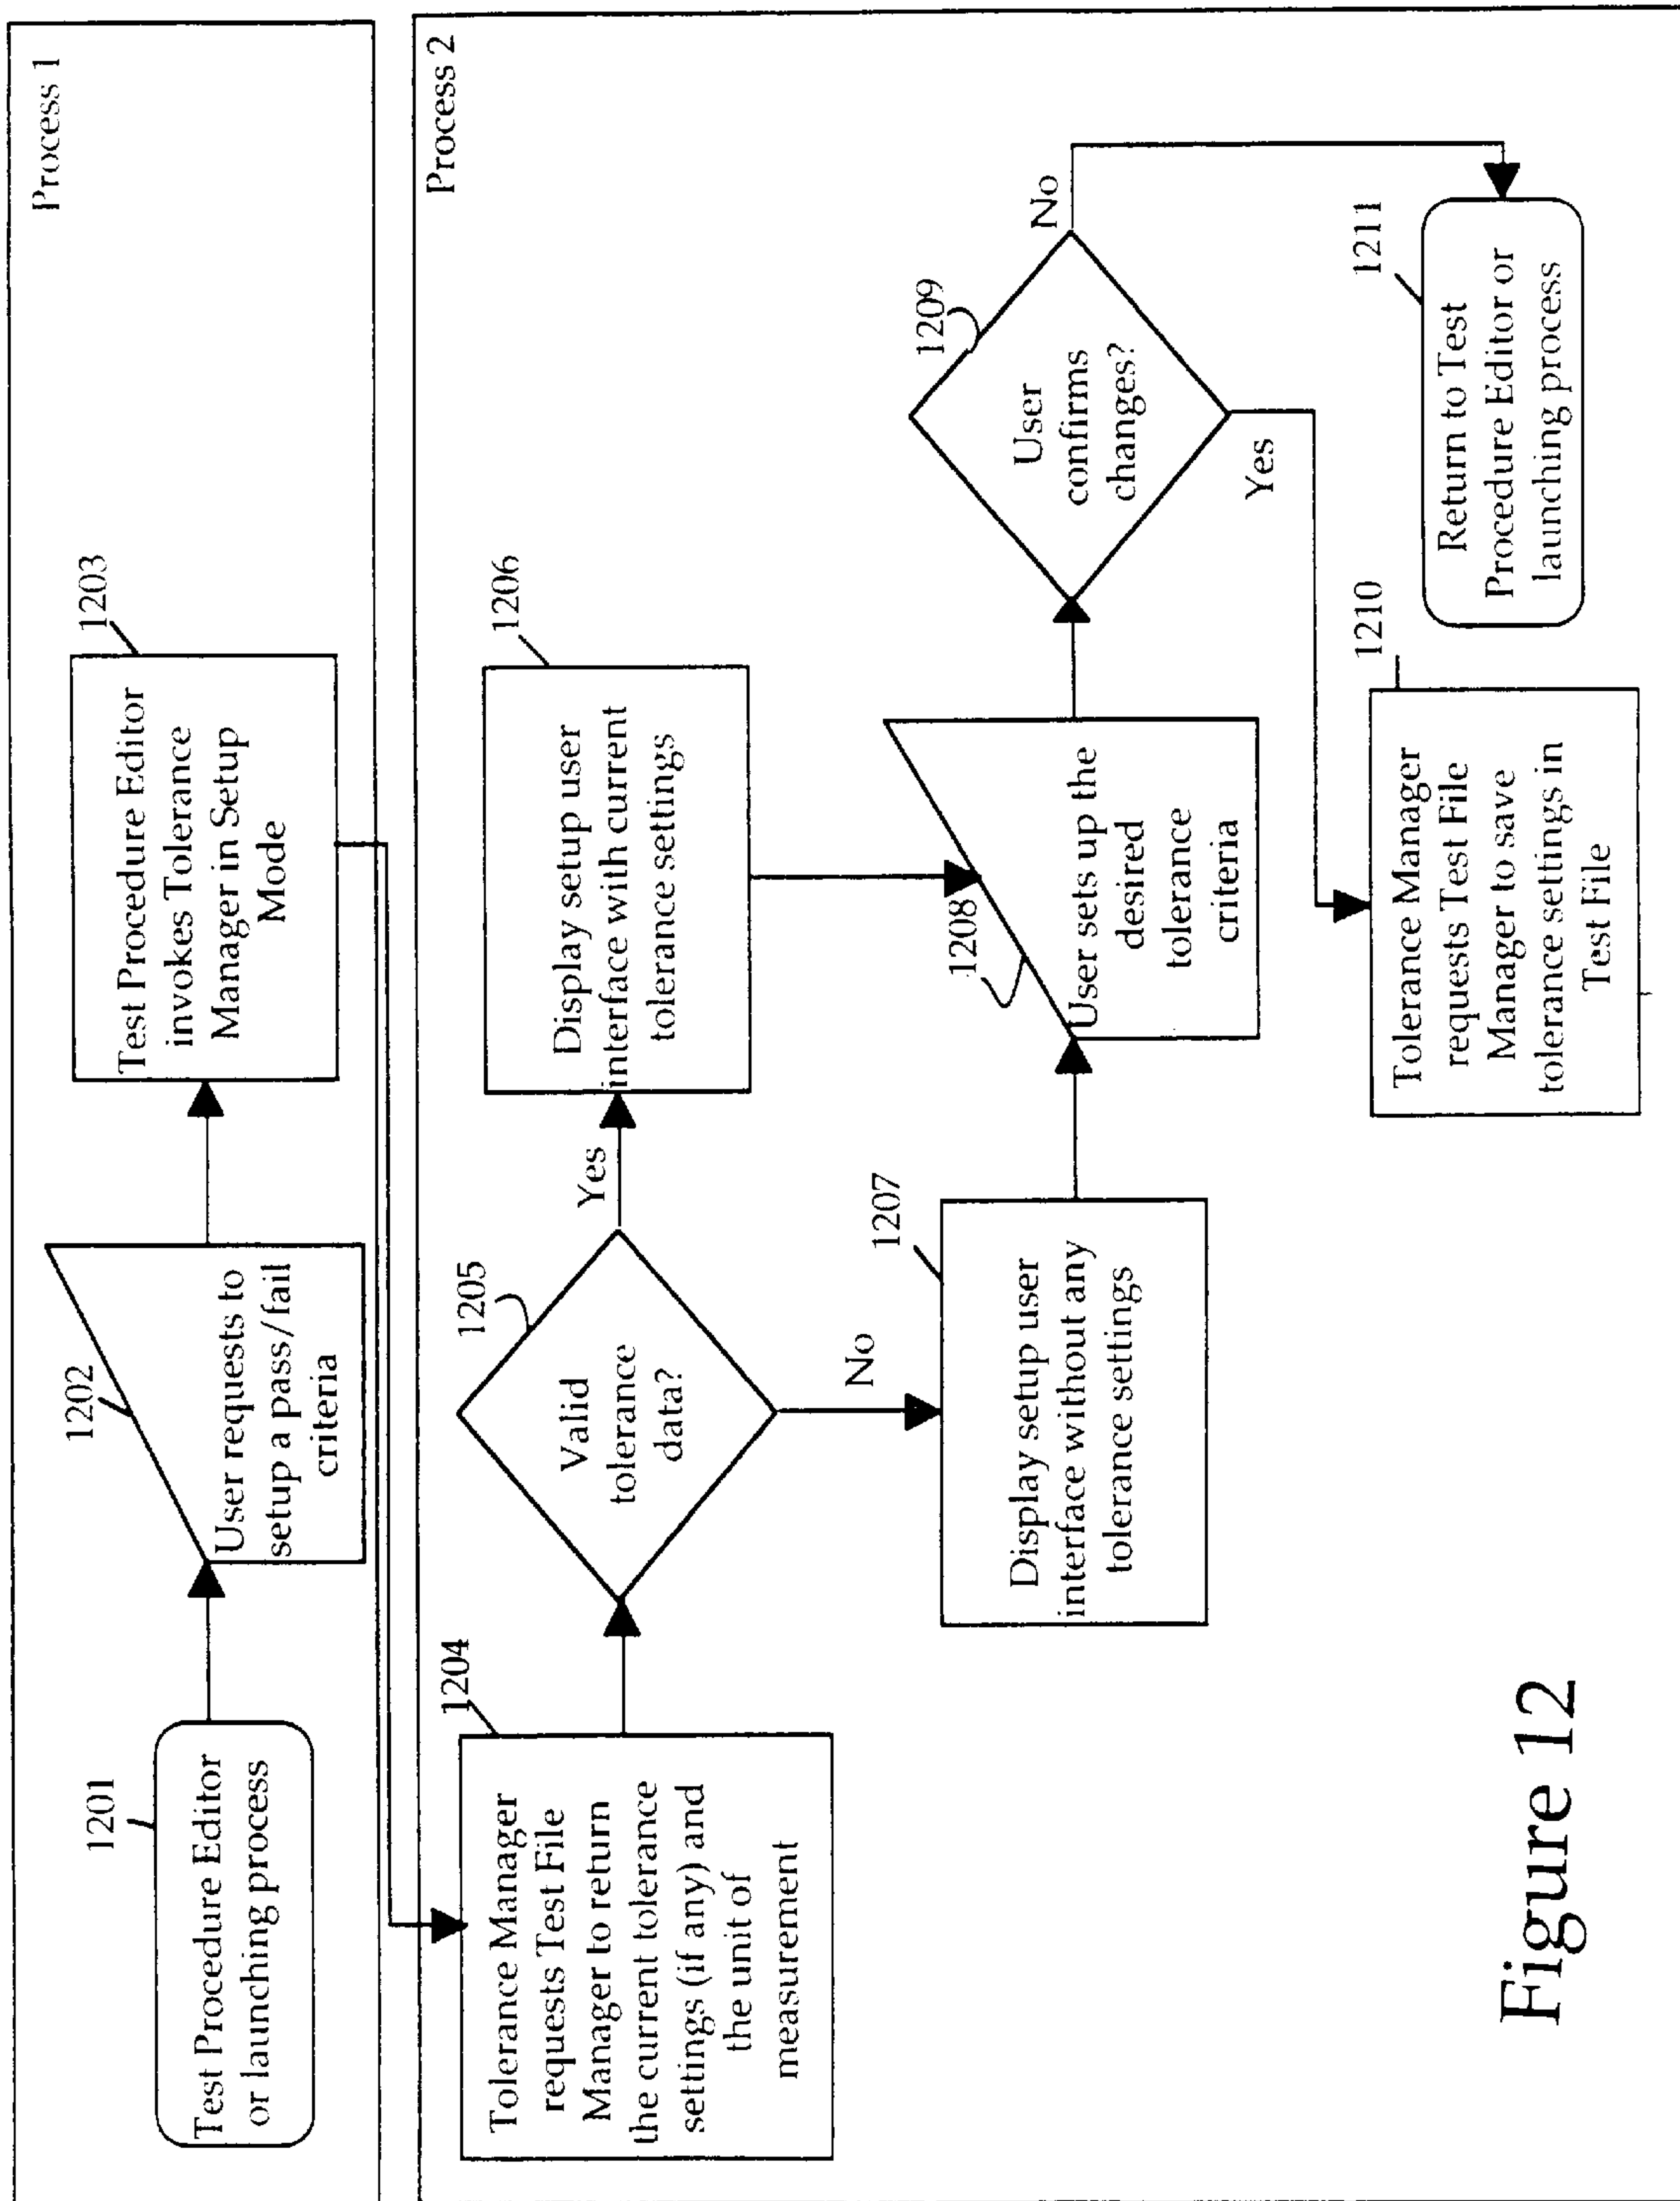 Process 1
1201
Test Procedure Editor
or launching process
1202
User requests to
setup a pass/fail
criteria
1203
Test Procedure Editor
invokes Tolerance
Manager in Setup
Mode
Process 2
1204
Tolerance Manager
requests Test File
Manager to return
the current tolerance
settings (if any) and
the unit of
measurement
1205
Valid
tolerance
data?
Yes
No
1206
Display setup user
interface with current
tolerance settings
1207
Display setup user
interface without any
tolerance settings
1208
User sets up the
desired
tolerance
criteria
1209
User
confirms
changes?
No
Yes
1210
Tolerance Manager
requests Test File
Manager to save
tolerance settings in
Test File
1211
Return to Test
Procedure Editor or
launching process
Figure 12